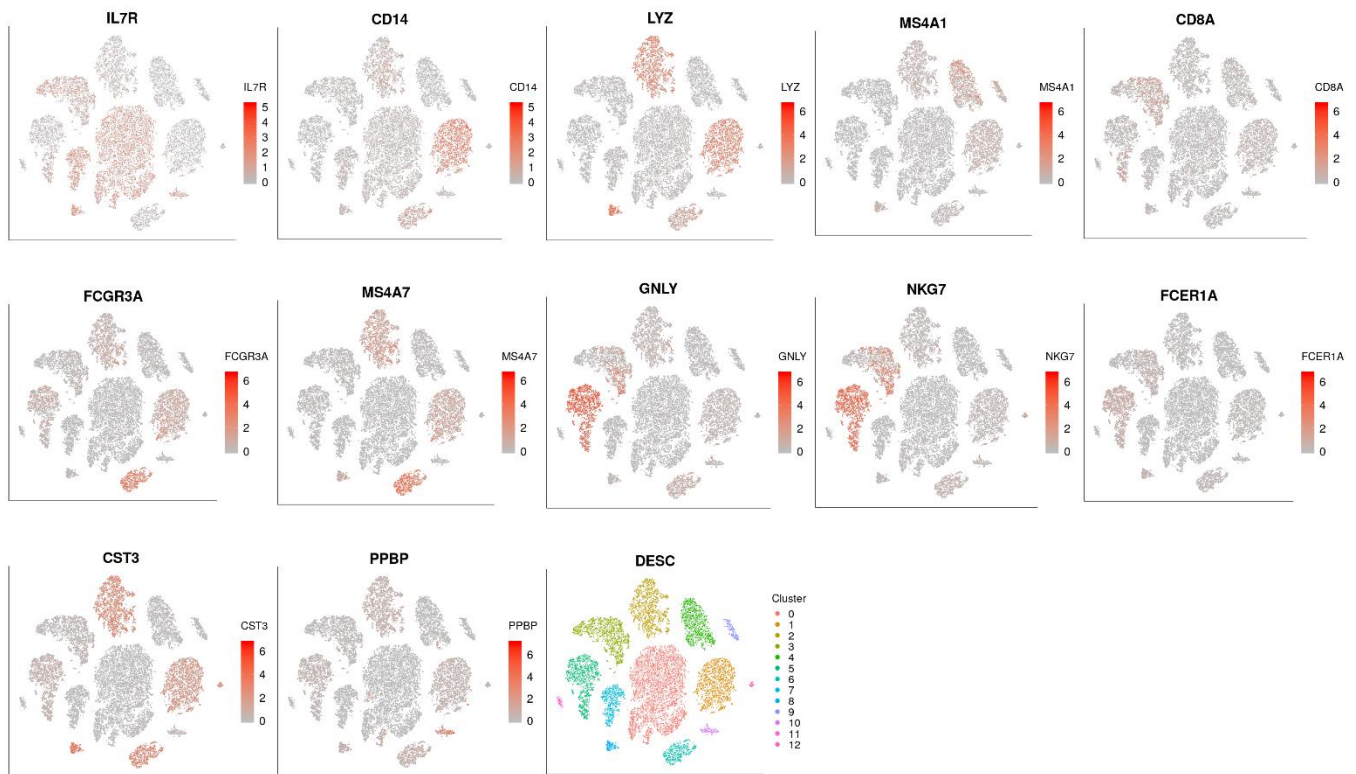 IL7R
IL7R
5
4
3
2
1
0
CD14
CD14
5
4
3
2
1
0
LYZ
LYZ
6
4
2
0
MS4A1
MS4A1
6
4
2
0
CD8A
CD8A
6
4
2
0
FCGR3A
FCGR3A
6
4
2
0
MS4A7
MS4A7
6
4
2
0
GNLY
GNLY
6
4
2
0
NKG7
NKG7
6
4
2
0
FCER1A
FCER1A
6
4
2
0
CST3
CST3
6
4
2
0
PPBP
PPBP
6
4
2
0
DESC
Cluster
0
1
2
3
4
5
6
7
8
9
10
11
12